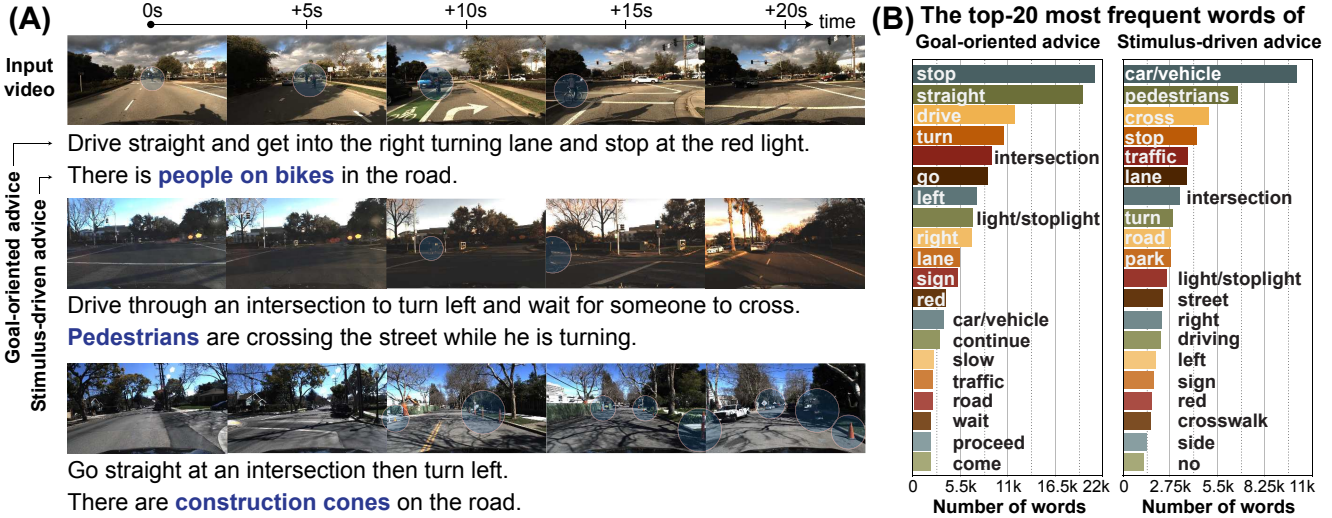 (A)
0s +5s +10s +15s +20s
time
Input
video
Goal-oriented advice
Stimulus-driven advice
Drive straight and get into the right turning lane and stop at the red light.
There is people on bikes in the road.
Drive through an intersection to turn left and wait for someone to cross.
Pedestrians are crossing the street while he is turning.
Go straight at an intersection then turn left.
There are construction cones on the road.
(B) The top-20 most frequent words of
Goal-oriented advice
stop
straight
drive
turn
intersection
go
left
light/stoplight
right
lane
sign
red
car/vehicle
continue
slow
traffic
road
wait
proceed
come
0 5.5k 11k 16.5k 22k
Number of words
Stimulus-driven advice
car/vehicle
pedestrians
cross
stop
traffic
lane
intersection
turn
road
park
light/stoplight
street
right
driving
left
sign
red
crosswalk
side
no
0 2.75k 5.5k 8.25k 11k
Number of words